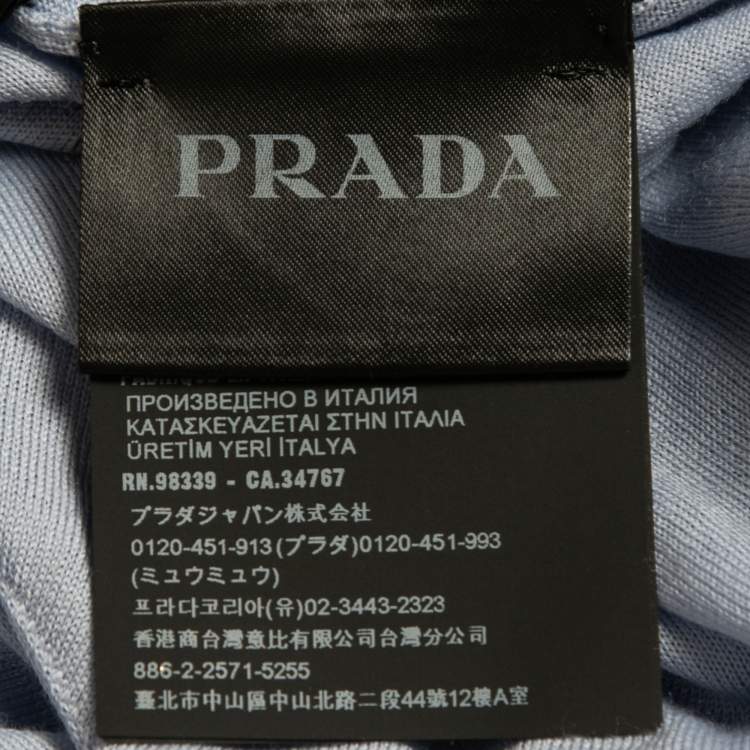 PRADA
ПРОИЗВЕДЕНО В ИТАЛИЯ
ΚΑΤΑΣΚΕΥΑΖΕΤΑΙ ΣΤΗΝ ΙΤΑΛΙΑ
ÜRETİM YERİ İTALYA
RN.98339 - CA.34767
プラダジャパン株式会社
0120-451-913(プラダ)0120-451-993
(ミュウミュウ)
프라다코리아(유)02-3443-2323
香港商台灣意比有限公司台灣分公司
886-2-2571-5255
臺北市中山區中山北路二段44號12樓A室